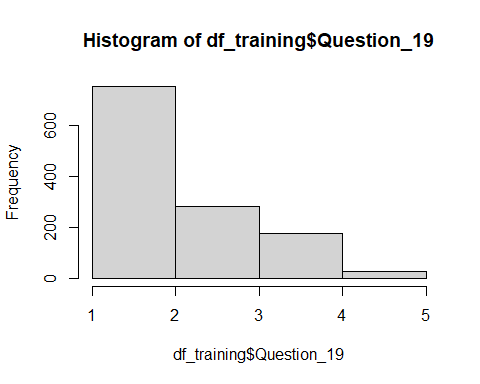 Histogram of df_training$Question_19
Frequency
600
400
200
0
1 2 3 4 5
df_training$Question_19